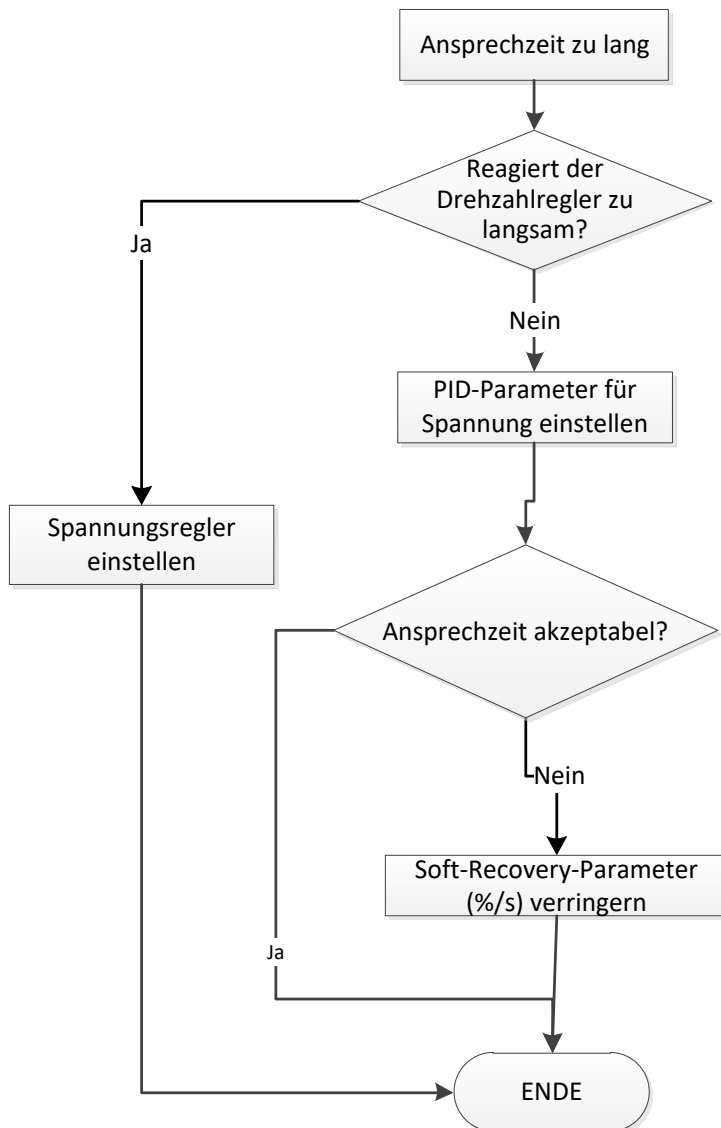 Ansprechzeit zu lang
Reagiert der
Drehzahlregler zu
langsam?
Ja
Nein
PID-Parameter für
Spannung einstellen
Spannungsregler
einstellen
Ansprechzeit akzeptabel?
Nein
Soft-Recovery-Parameter
(%/s) verringern
Ja
ENDE